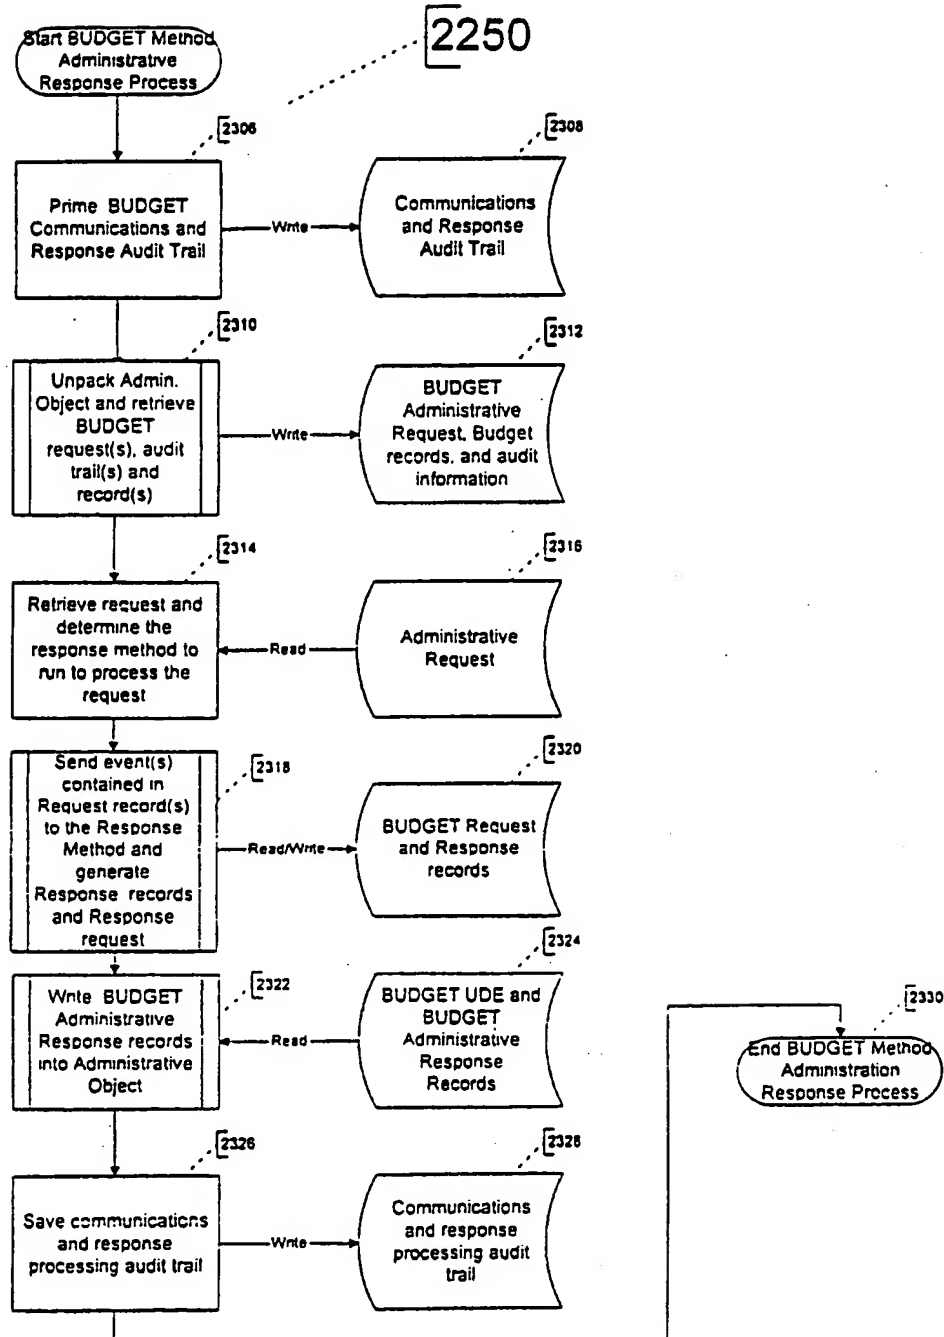 2250
Start BUDGET Method
Administrative
Response Process
2306
2308
Prime BUDGET
Communications and
Response Audit Trail
Write
Communications
and Response
Audit Trail
2310
2312
Unpack Admin.
Object and retrieve
BUDGET
request(s), audit
trail(s) and
record(s)
Write
BUDGET
Administrative
Request, Budget
records, and audit
information
2314
2316
Retrieve request and
determine the
response method to
run to process the
request
Read
Administrative
Request
2318
2320
Send event(s)
contained in
Request record(s)
to the Response
Method and
generate
Response records
and Response
request
Read/Write
BUDGET Request
and Response
records
2322
2324
Write BUDGET
Administrative
Response records
into Administrative
Object
Read
BUDGET UDE and
BUDGET
Administrative
Response
Records
2330
End BUDGET Method
Administration
Response Process
2326
2328
Save communications
and response
processing audit trail
Write
Communications
and response
processing audit
trail